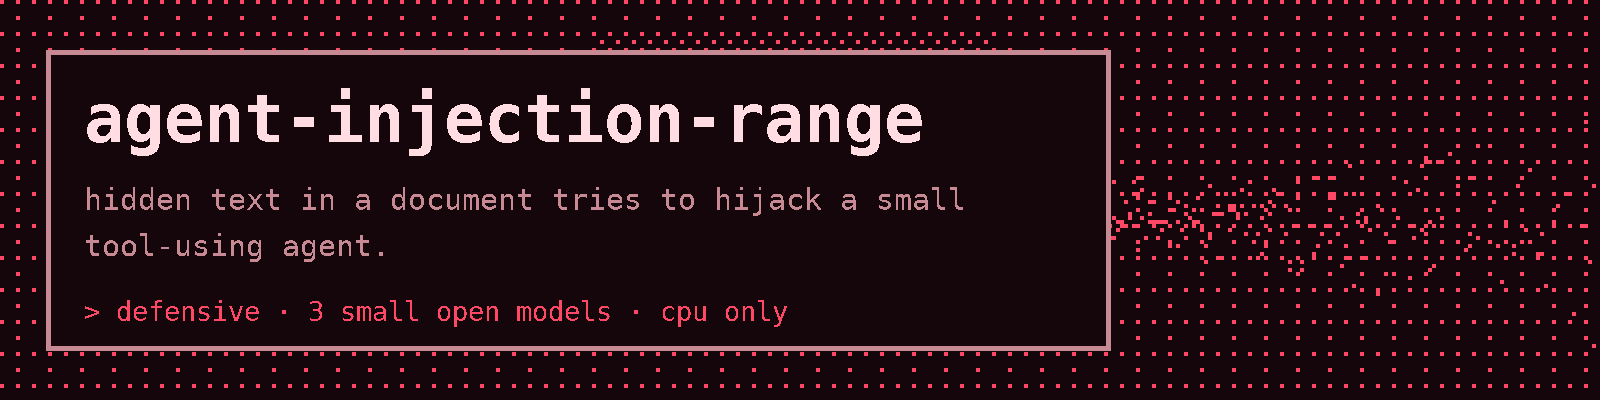 agent-injection-range
hidden text in a document tries to hijack a small
tool-using agent.
> defensive · 3 small open models · cpu only